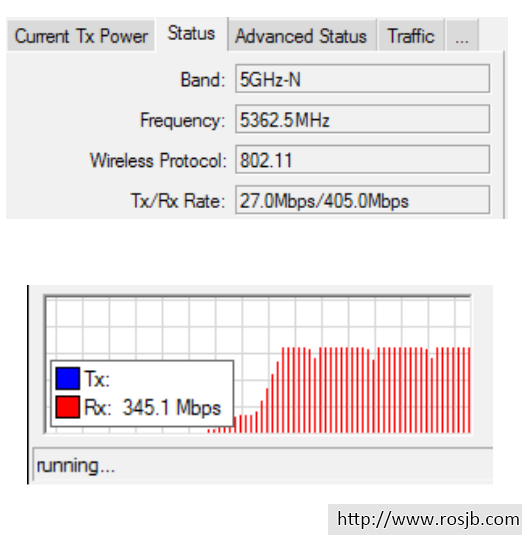 Current Tx Power Status Advanced Status Traffic ...
Band: 5GHz-N
Frequency: 5362.5MHz
Wireless Protocol: 802.11
Tx/Rx Rate: 27.0Mbps/405.0Mbps
Tx:
Rx: 345.1 Mbps
running...
http://www.rosjb.com